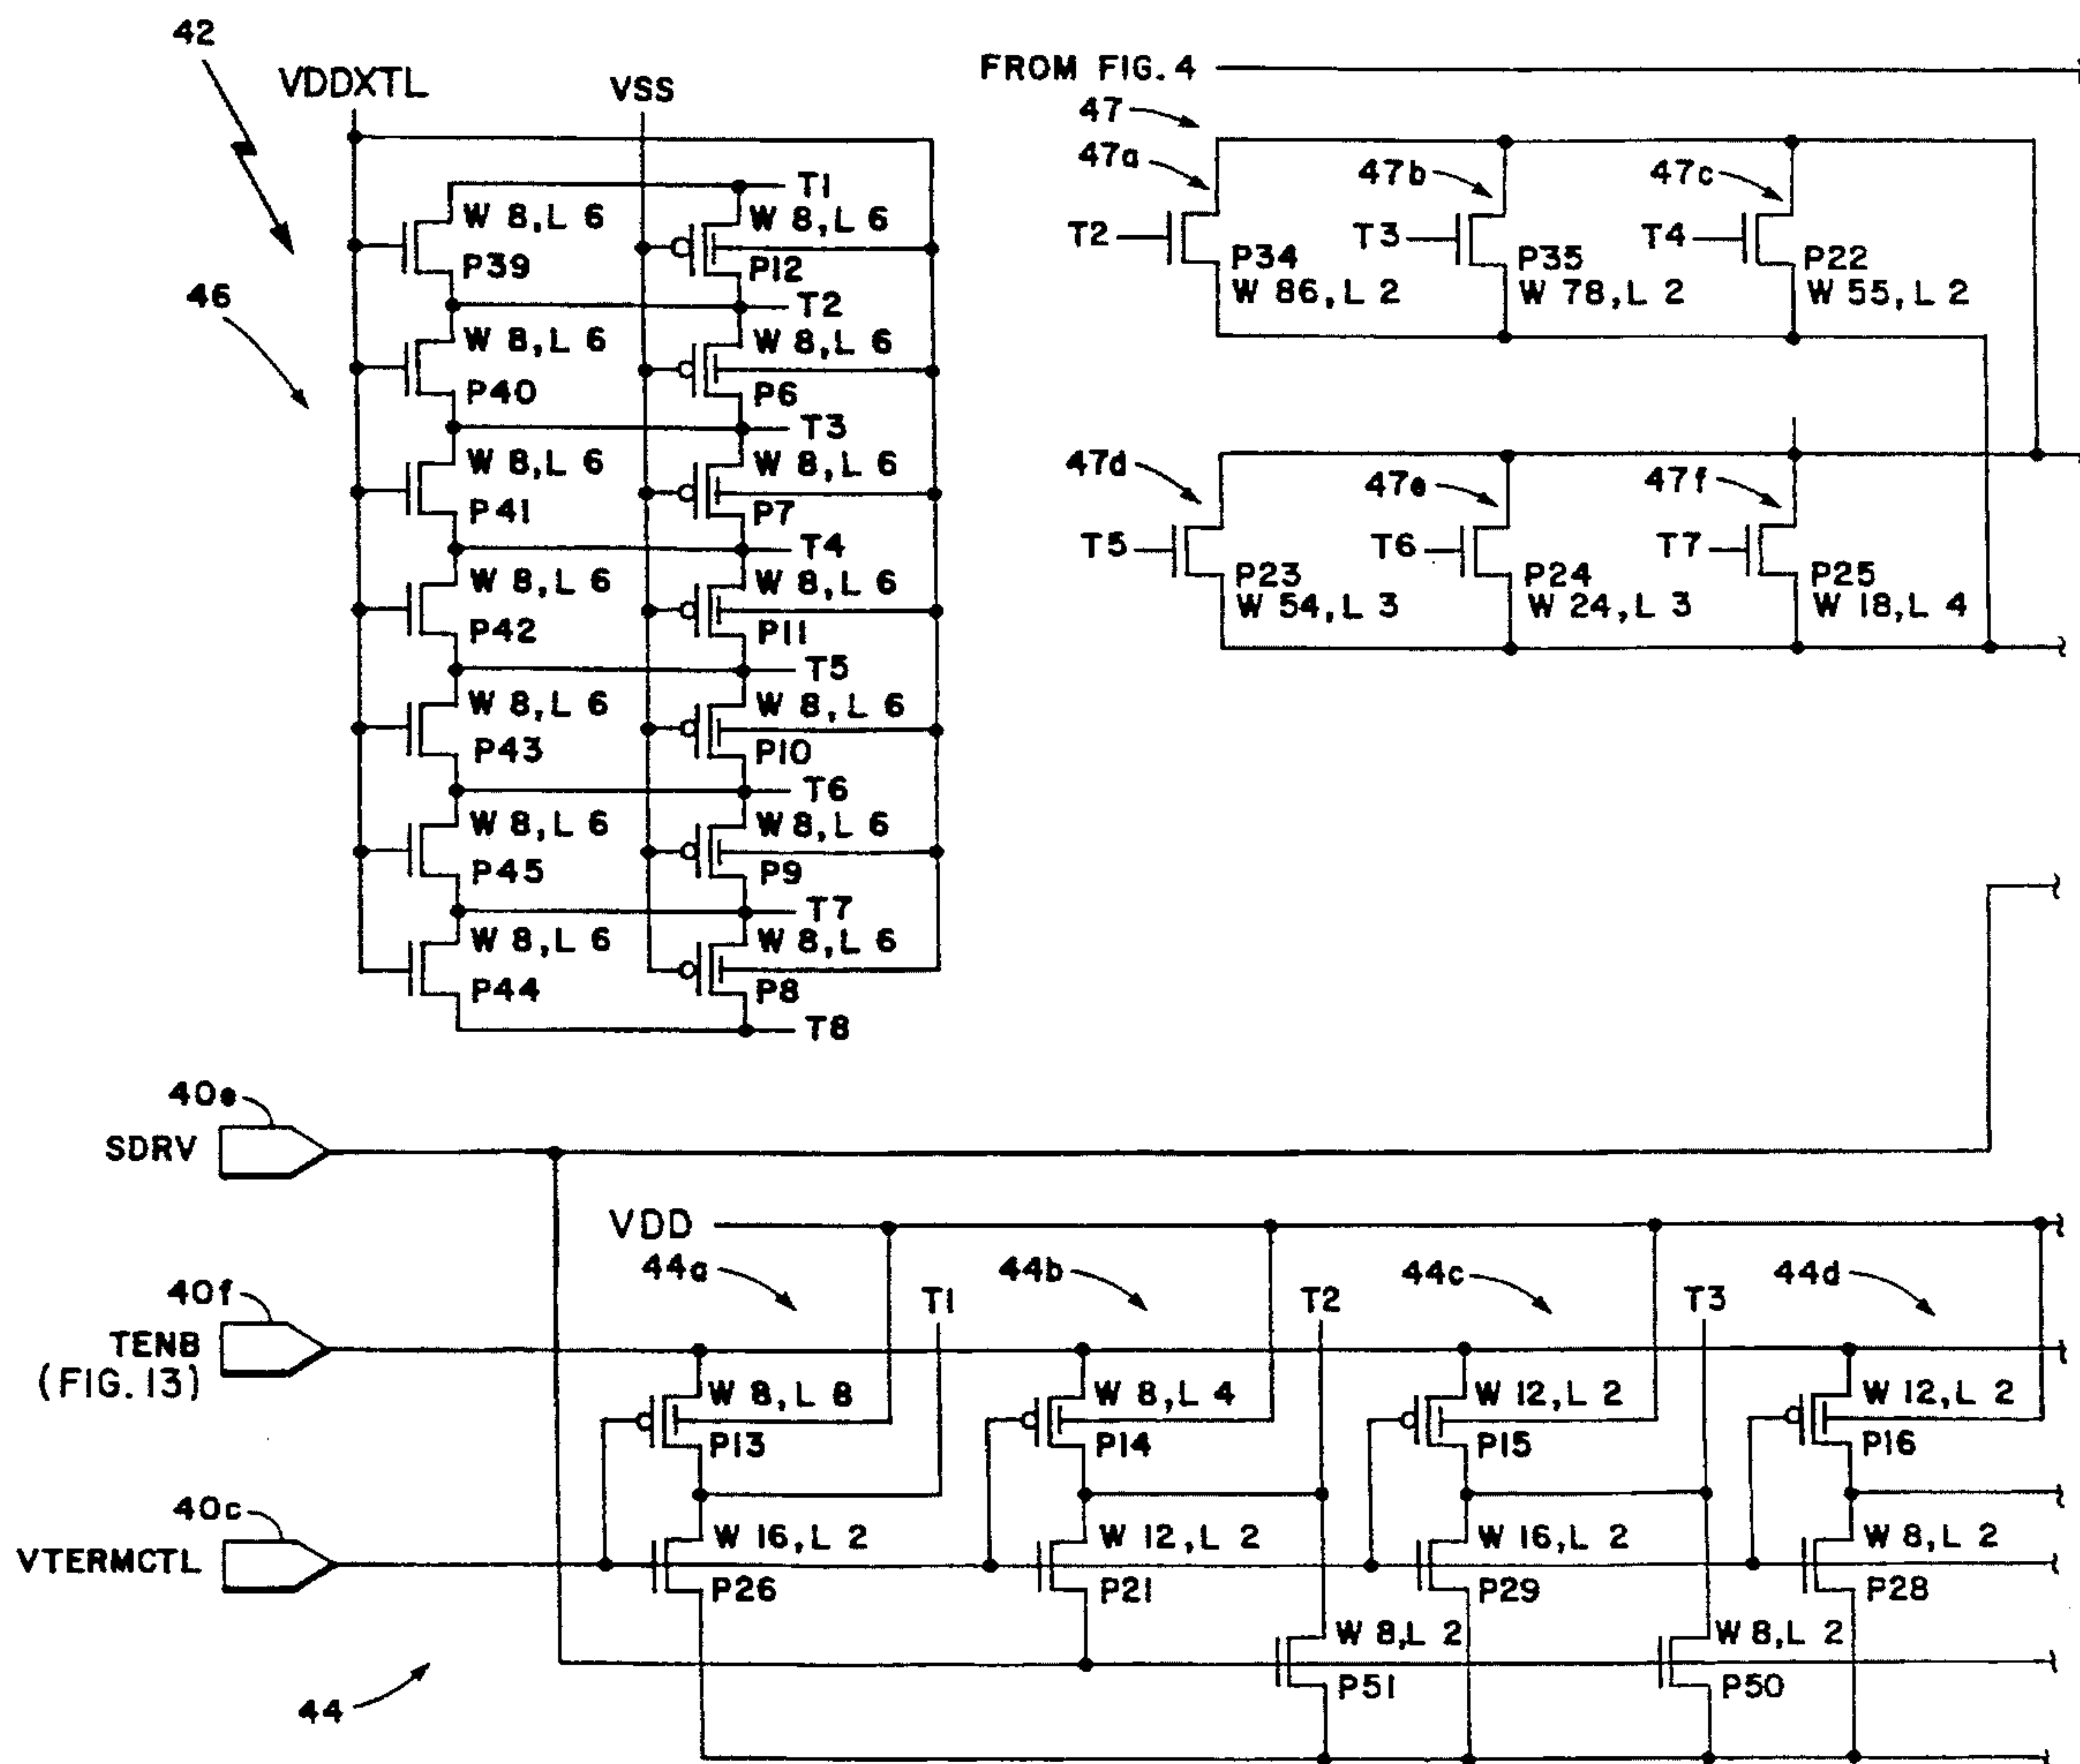 42
VDDXTL
VSS
FROM FIG. 4
47
47a
47b
47c
T1
W 8, L 6
W 8, L 6
P39
P12
T2
T3
T4
P34
W 86, L 2
P35
W 78, L 2
P22
W 55, L 2
46
T2
W 8, L 6
W 8, L 6
P40
P6
T3
W 8, L 6
W 8, L 6
P41
P7
47d
47e
47f
T4
T5
T6
T7
W 8, L 6
W 8, L 6
P42
P11
P23
W 54, L 3
P24
W 24, L 3
P25
W 18, L 4
T5
W 8, L 6
W 8, L 6
P43
P10
T6
W 8, L 6
W 8, L 6
P45
P9
T7
W 8, L 6
W 8, L 6
P44
P8
T8
40e
SDRV
VDD
44a
44b
44c
44d
40f
T1
T2
T3
TENB
(FIG. 13)
W 8, L 8
W 8, L 4
W 12, L 2
W 12, L 2
P13
P14
P15
P16
40c
VTERMCTL
W 16, L 2
W 12, L 2
W 16, L 2
W 8, L 2
P26
P21
P29
P28
W 8, L 2
W 8, L 2
P51
P50
44